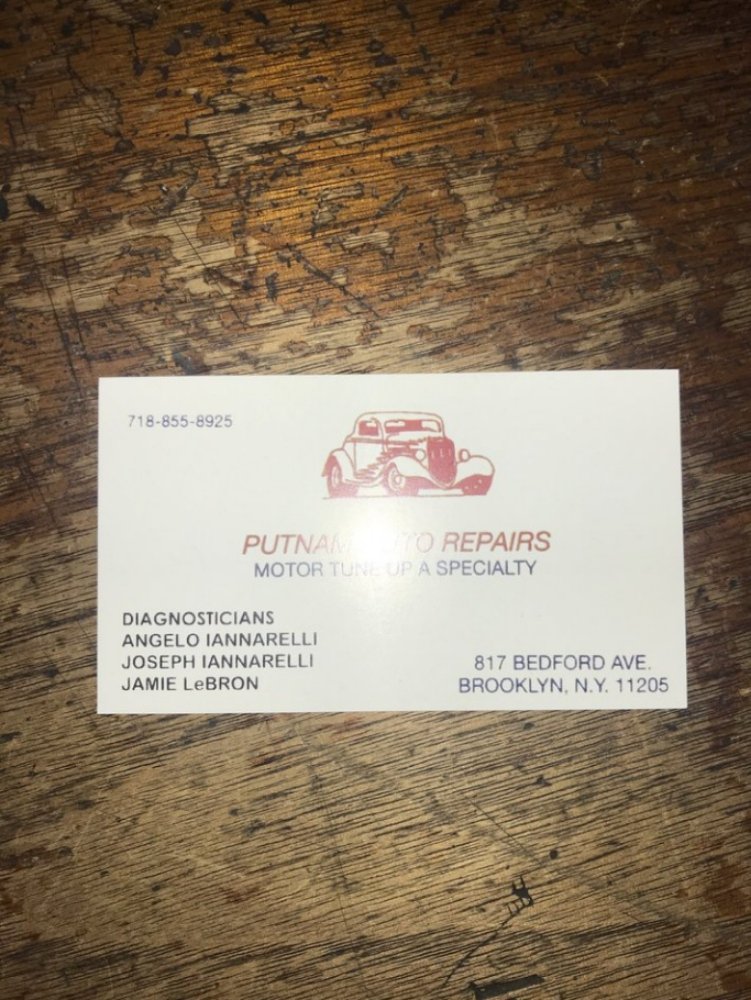 718-855-8925
PUTNAM AUTO REPAIRS
MOTOR TUNE UP A SPECIALTY
DIAGNOSTICIANS
ANGELO IANNARELLI
JOSEPH IANNARELLI
JAMIE LeBRON
817 BEDFORD AVE.
BROOKLYN, N.Y. 11205